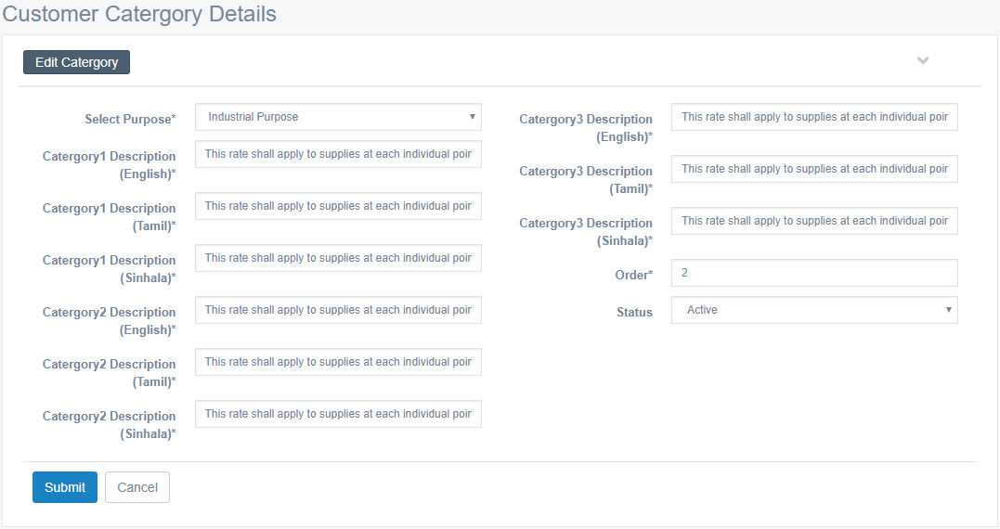 Customer Catergory Details
Edit Catergory
Select Purpose*
Industrial Purpose
Catergory1 Description
(English)*
This rate shall apply to supplies at each individual poir
Catergory1 Description
(Tamil)*
This rate shall apply to supplies at each individual poir
Catergory1 Description
(Sinhala)*
This rate shall apply to supplies at each individual poir
Catergory2 Description
(English)*
This rate shall apply to supplies at each individual poir
Catergory2 Description
(Tamil)*
This rate shall apply to supplies at each individual poir
Catergory2 Description
(Sinhala)*
This rate shall apply to supplies at each individual poir
Catergory3 Description
(English)*
This rate shall apply to supplies at each individual poir
Catergory3 Description
(Tamil)*
This rate shall apply to supplies at each individual poir
Catergory3 Description
(Sinhala)*
This rate shall apply to supplies at each individual poir
Order*
2
Status
Active
Submit
Cancel